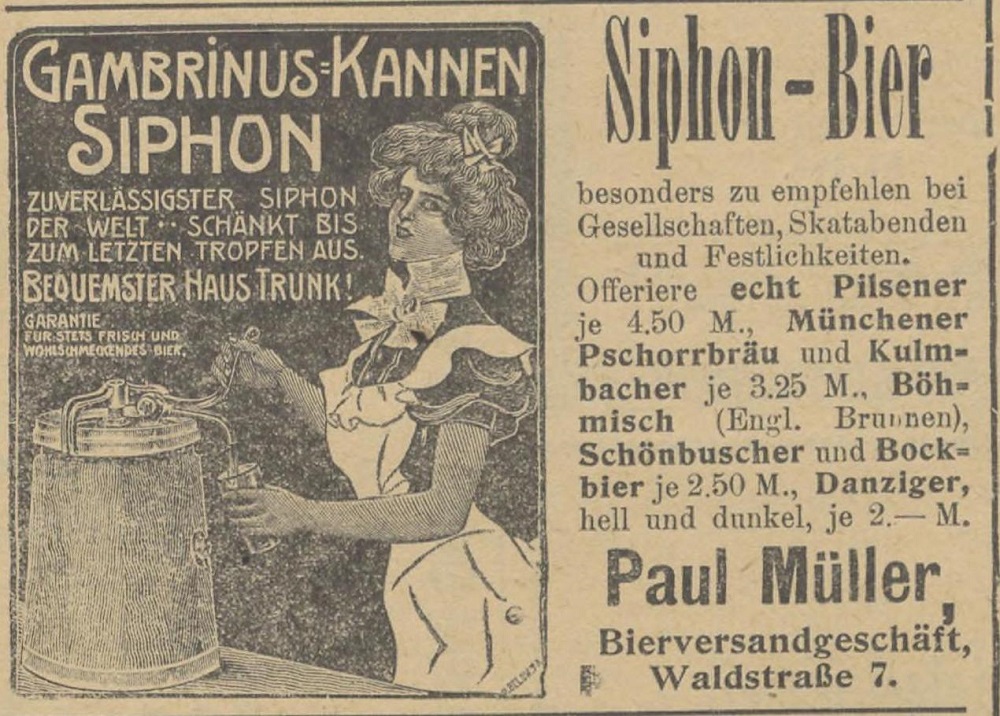 GAMBRINUS=KANNEN
SIPHON
ZUVERLÄSSIGSTER SIPHON
DER WELT ·· SCHÄNKT BIS
ZUM LETZTEN TROPFEN AUS.
BEQUEMSTER HAUS TRUNK!
GARANTIE
FÜR STETS FRISCH UND
WOHLSCHMECKENDES BIER.
Siphon-Bier
besonders zu empfehlen bei
Gesellschaften, Skatabenden
und Festlichkeiten.
Offeriere echt Pilsener
je 4.50 M., Münchener
Pschorrbräu und Kulm-
bacher je 3.25 M., Böh-
misch (Engl. Brunnen),
Schönbuscher und Bock-
bier je 2.50 M., Danziger,
hell und dunkel, je 2.— M.
Paul Müller,
Bierversandgeschäft,
Waldstraße 7.